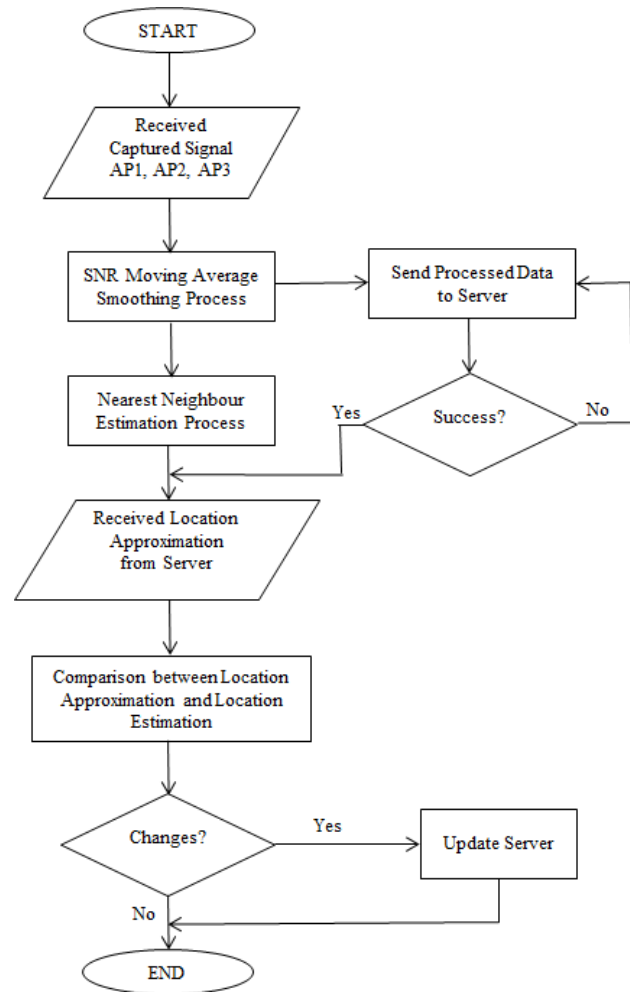 START
Received
Captured Signal
AP1, AP2, AP3
SNR Moving Average
Smoothing Process
Send Processed Data
to Server
Nearest Neighbour
Estimation Process
Yes
Success?
No
Received Location
Approximation
from Server
Comparison between Location
Approximation and Location
Estimation
Changes?
Yes
Update Server
No
END